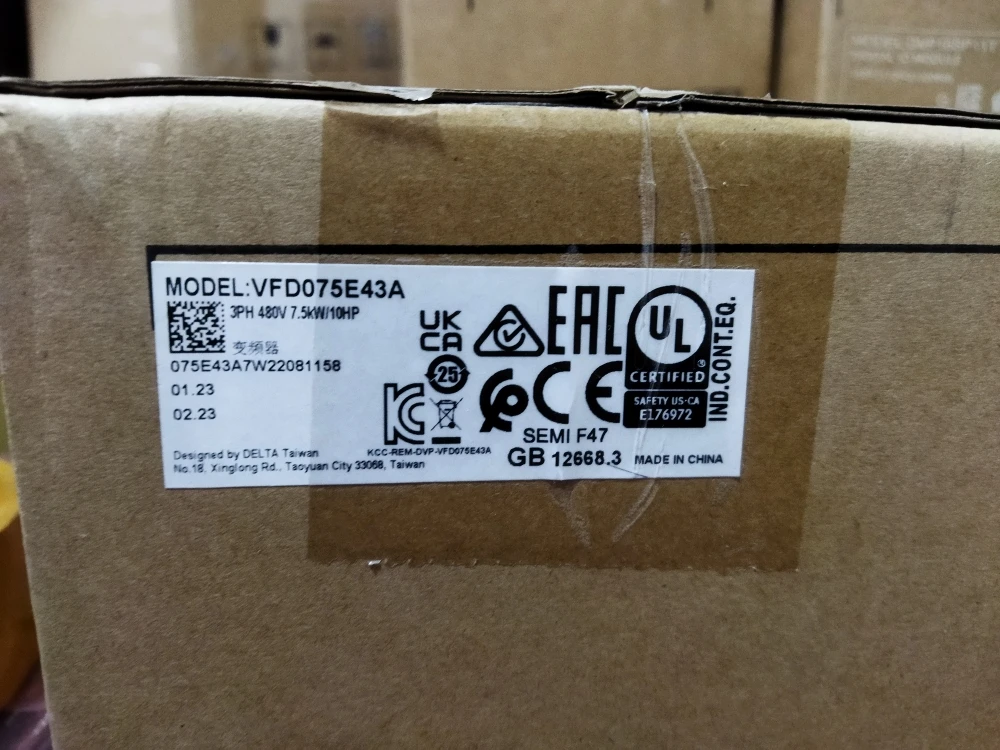 MODEL:VFD075E43A
3PH 480V 7.5kW/10HP
变频器
075E43A7W22081158
01.23
02.23
Designed by DELTA Taiwan
No.18, Xinglong Rd., Taoyuan City 33068, Taiwan
UK
CA
25
KCC-REM-DVP-VFD075E43A
EAC
CE
SEMI F47
GB 12668.3
UL
®
CERTIFIED
SAFETY US-CA
E176972
IND.CONT.EQ.
MADE IN CHINA